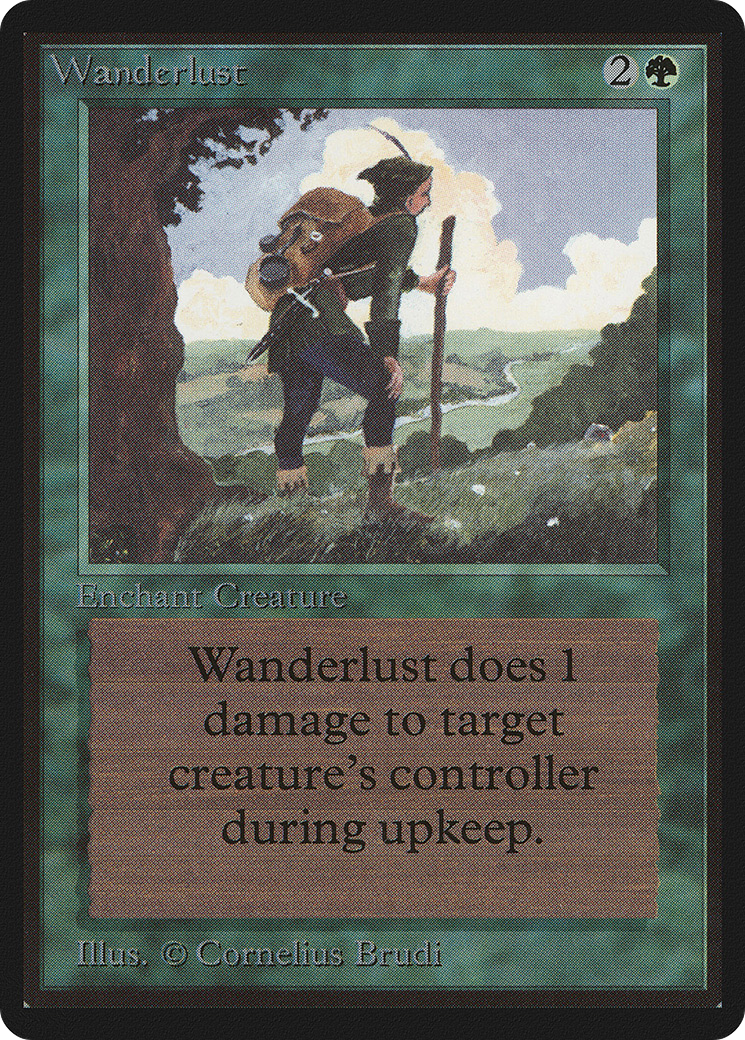 Wanderlust 2
Enchant Creature
Wanderlust does 1
damage to target
creature's controller
during upkeep.
Illus. © Cornelius Brudi